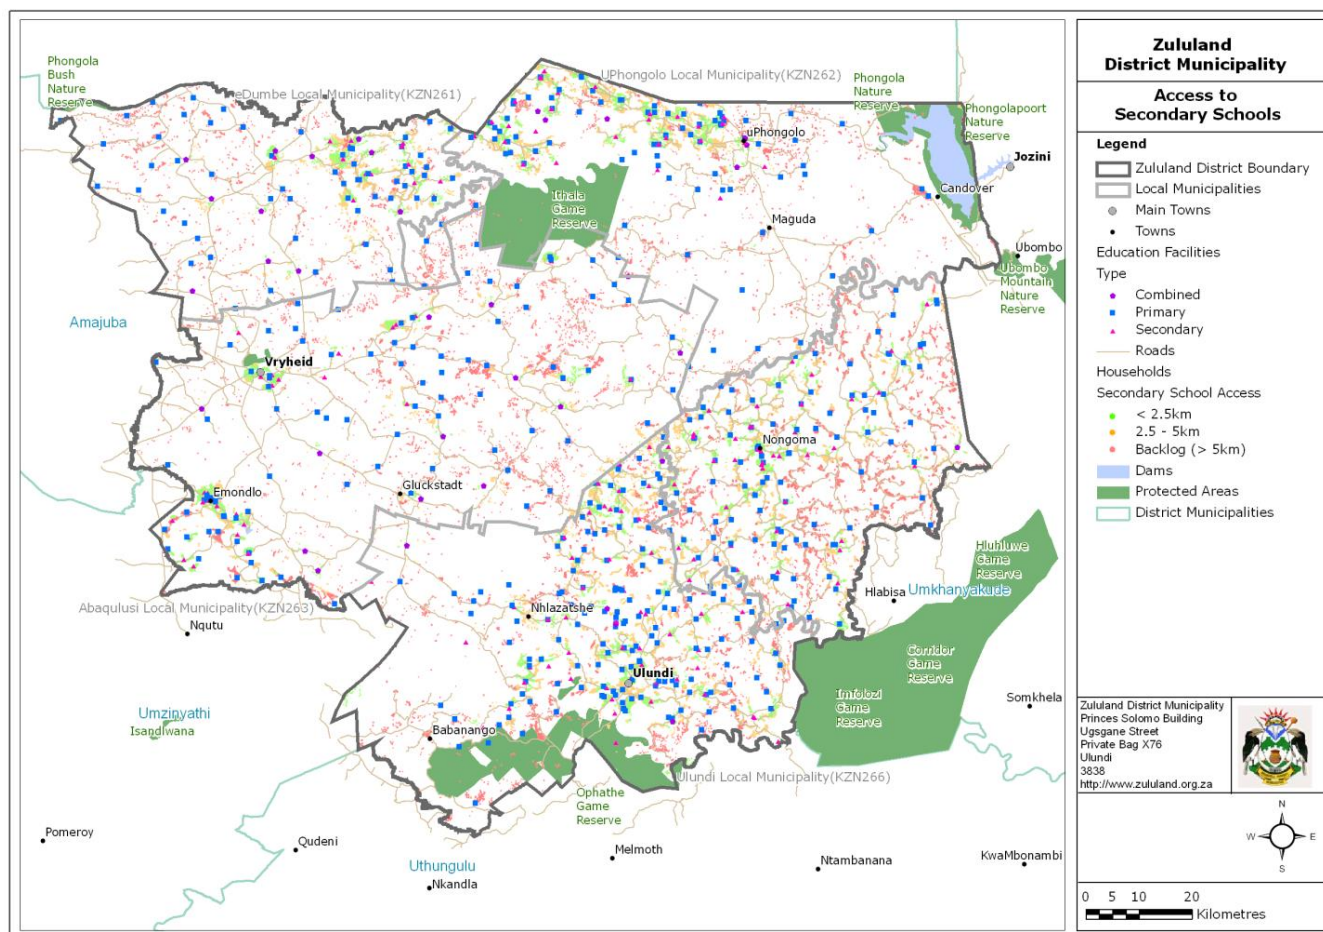 Phongola
Bush
Nature
Reserve
eDumbe Local Municipality(KZN261)
UPhongolo Local Municipality(KZN262)
Phongola
Nature
Reserve
Phongolapoort
Nature
Reserve
uPhongolo
Jozini
Candover
Ithala
Game
Reserve
Maguda
Ubombo
Ubombo
Mountain
Nature
Reserve
Amajuba
Vryheid
Nongoma
Emondlo
Gluckstadt
Hluhluwe
Game
Reserve
Hlabisa
Umkhanyakude
Abaqulusi Local Municipality(KZN263)
Nqutu
Nhlazatshe
Corridor
Game
Reserve
Ulundi
Imfolozi
Game
Reserve
Somkhela
Umzinyathi
Isandlwana
Babanango
Ulundi Local Municipality(KZN266)
Ophathe
Game
Reserve
Pomeroy
Qudeni
Melmoth
Ntambanana
KwaMbonambi
Uthungulu
Nkandla
Zululand
District Municipality
Access to
Secondary Schools
Legend
Zululand District Boundary
Local Municipalities
Main Towns
Towns
Education Facilities
Type
Combined
Primary
Secondary
Roads
Households
Secondary School Access
< 2.5km
2.5 - 5km
Backlog (> 5km)
Dams
Protected Areas
District Municipalities
Zululand District Municipality
Princes Solomo Building
Ugsgane Street
Private Bag X76
Ulundi
3838
http://www.zululand.org.za
N
W E
S
0 5 10 20
Kilometres